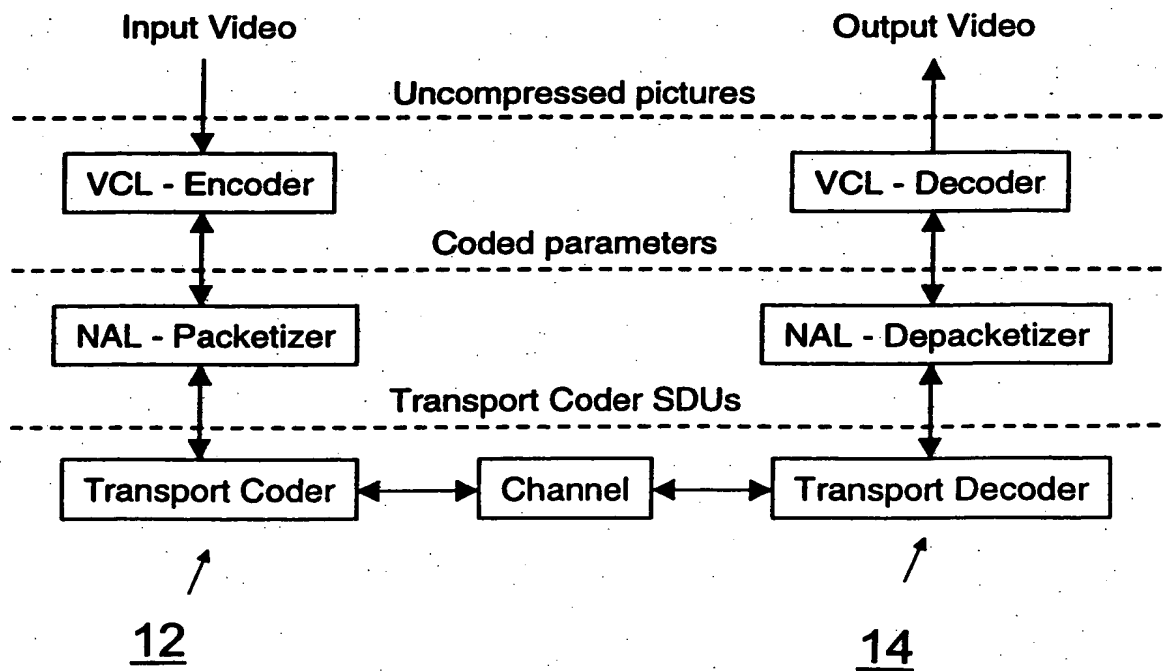 Input Video
Output Video
Uncompressed pictures
VCL - Encoder
VCL - Decoder
Coded parameters
NAL - Packetizer
NAL - Depacketizer
Transport Coder SDUs
Transport Coder
Channel
Transport Decoder
12
14